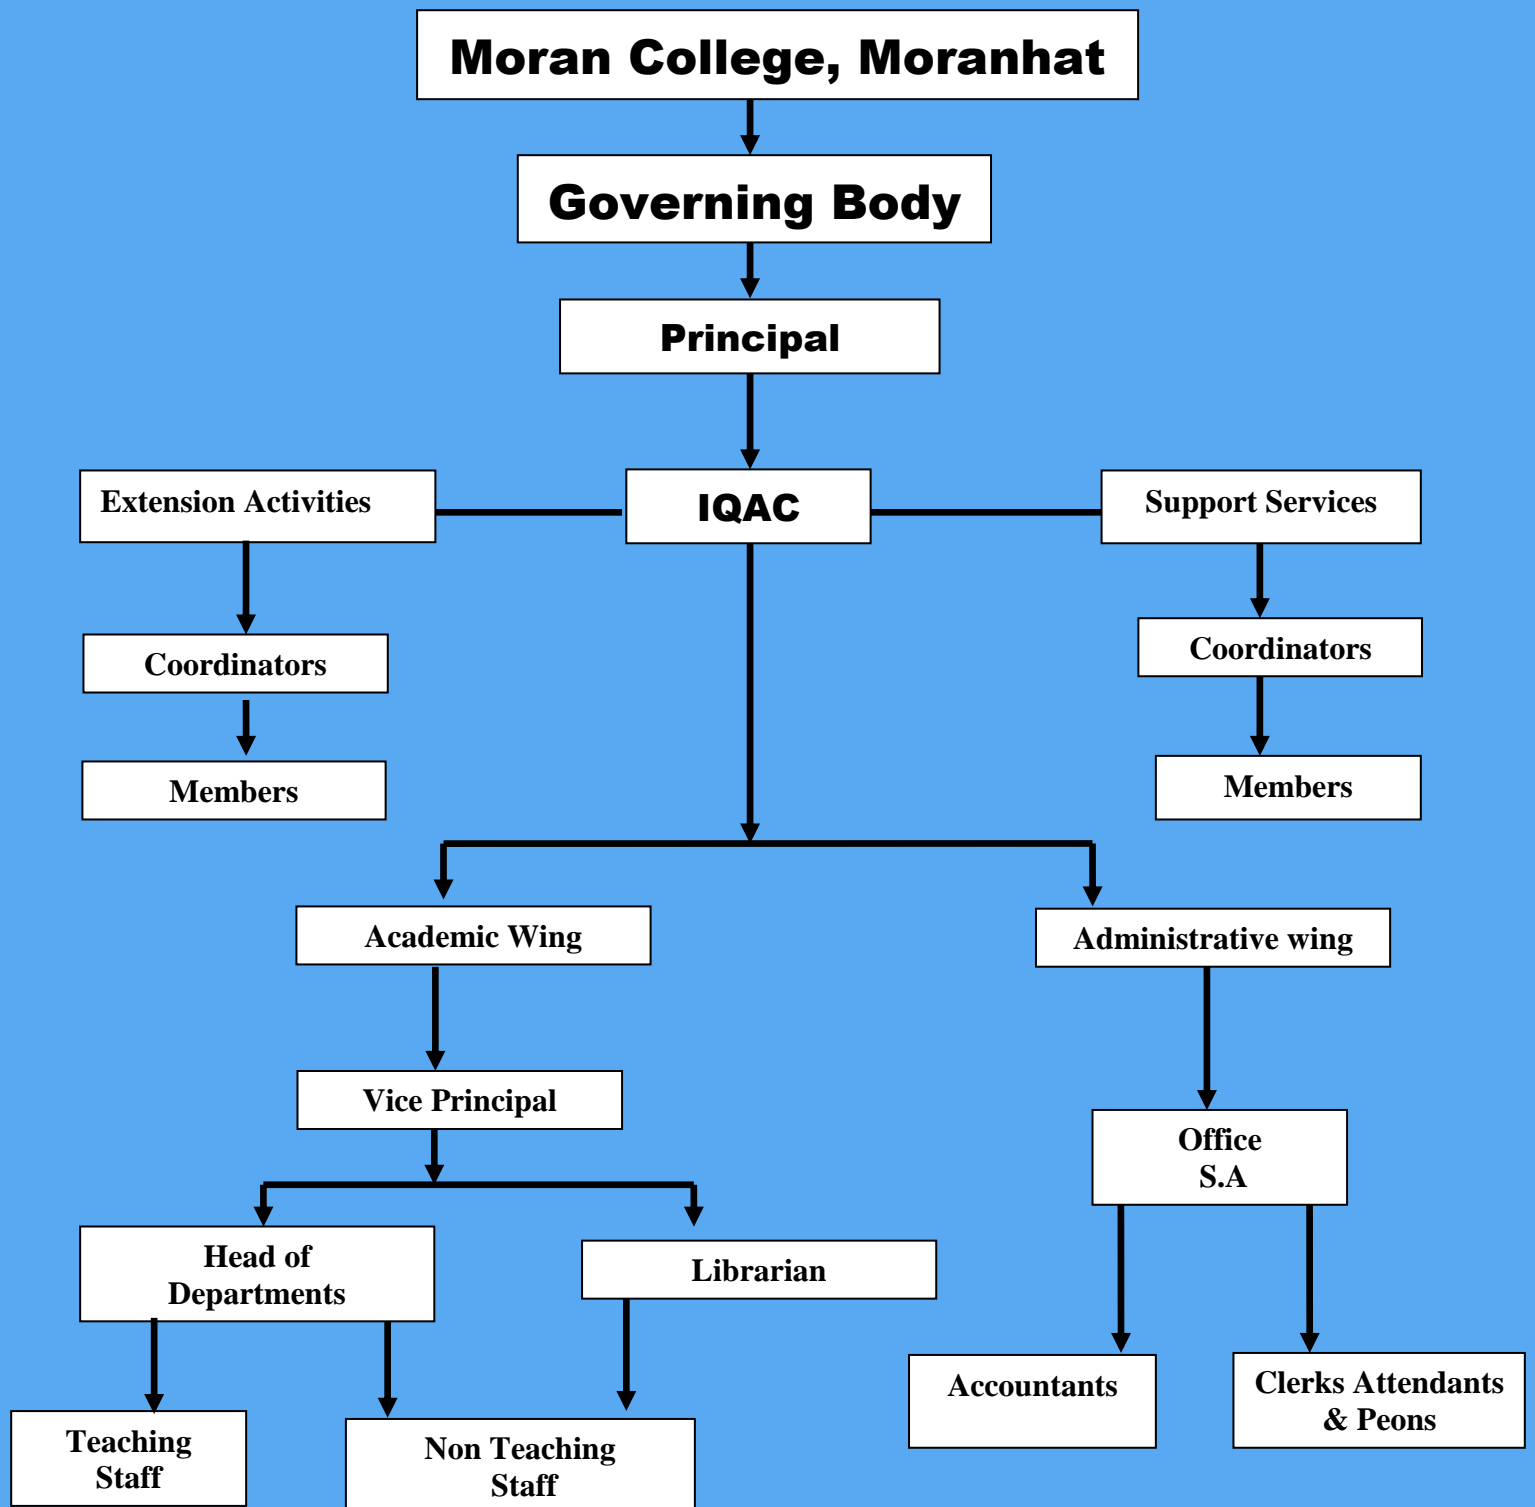 Moran College, Moranhat
Governing Body
Principal
Extension Activities
IQAC
Support Services
Coordinators
Coordinators
Members
Members
Academic Wing
Administrative wing
Vice Principal
Office
S.A
Head of
Departments
Librarian
Accountants
Clerks Attendants
& Peons
Teaching
Staff
Non Teaching
Staff